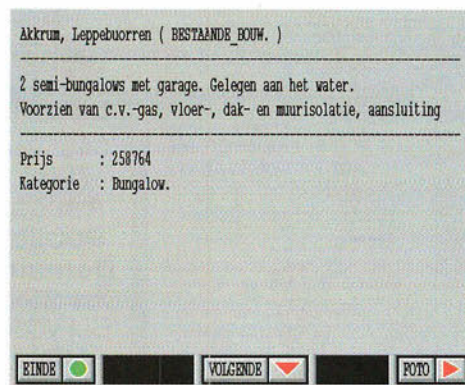 Akkrum, Leppebuorren ( BESTAANDE_BOUW. )
2 semi-bungalows met garage. Gelegen aan het water.
Voorzien van c.v.-gas, vloer-, dak- en muurisolatie, aansluiting
Prijs : 258764
Kategorie : Bungalow.
EINDE VOLGENDE FOTO